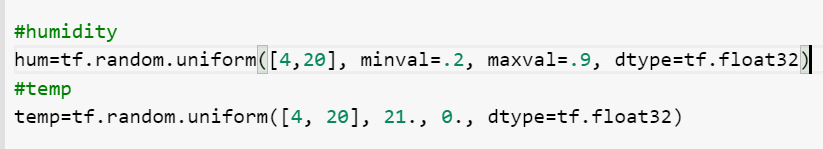 #humidity
hum=tf.random.uniform([4,20], minval=.2, maxval=.9, dtype=tf.float32)
#temp
temp=tf.random.uniform([4, 20], 21., 0., dtype=tf.float32)